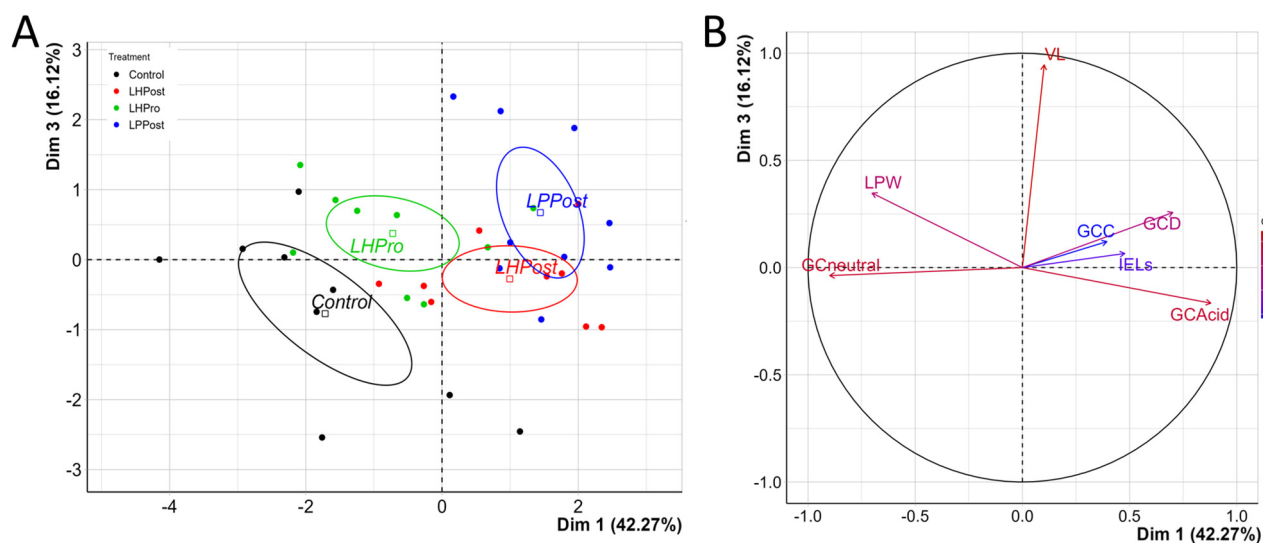 A
Dim 3 (16.12%)
3
2
1
0
-1
-2
-3
Treatment
Control
LHPost
LHPro
LPPost
LPPost
LHPro
LHPost
Control
-4
-2
0
2
Dim 1 (42.27%)
B
Dim 3 (16.12%)
1.0
0.5
0.0
-0.5
-1.0
VL
LPW
GCD
GCC
IELs
GCneutral
GCAcid
-1.0
-0.5
0.0
0.5
1.0
Dim 1 (42.27%)